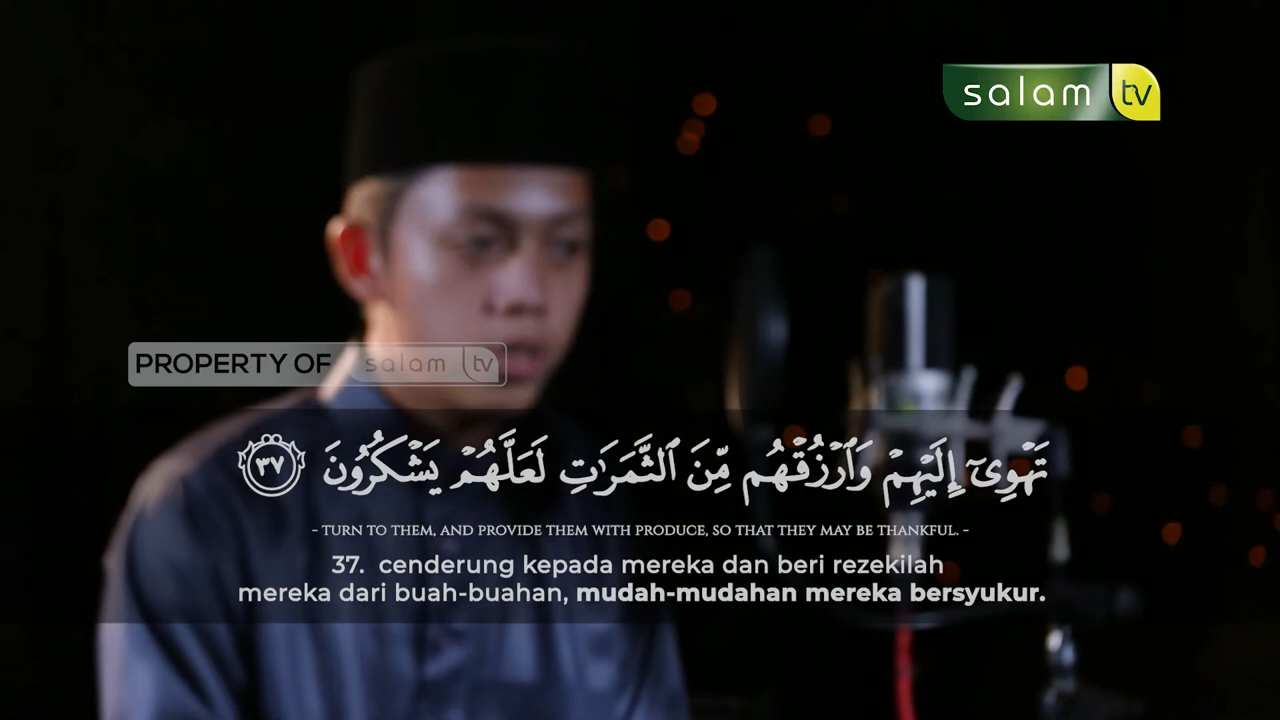 salam tv
PROPERTY OF salam tv
تَهْوِىٓ إِلَيْهِمْ وَٱرْزُقْهُم مِّنَ ٱلثَّمَرَٰتِ لَعَلَّهُمْ يَشْكُرُونَ ٣٧
- TURN TO THEM, AND PROVIDE THEM WITH PRODUCE, SO THAT THEY MAY BE THANKFUL. -
37. cenderung kepada mereka dan beri rezekilah
mereka dari buah-buahan, mudah-mudahan mereka bersyukur.